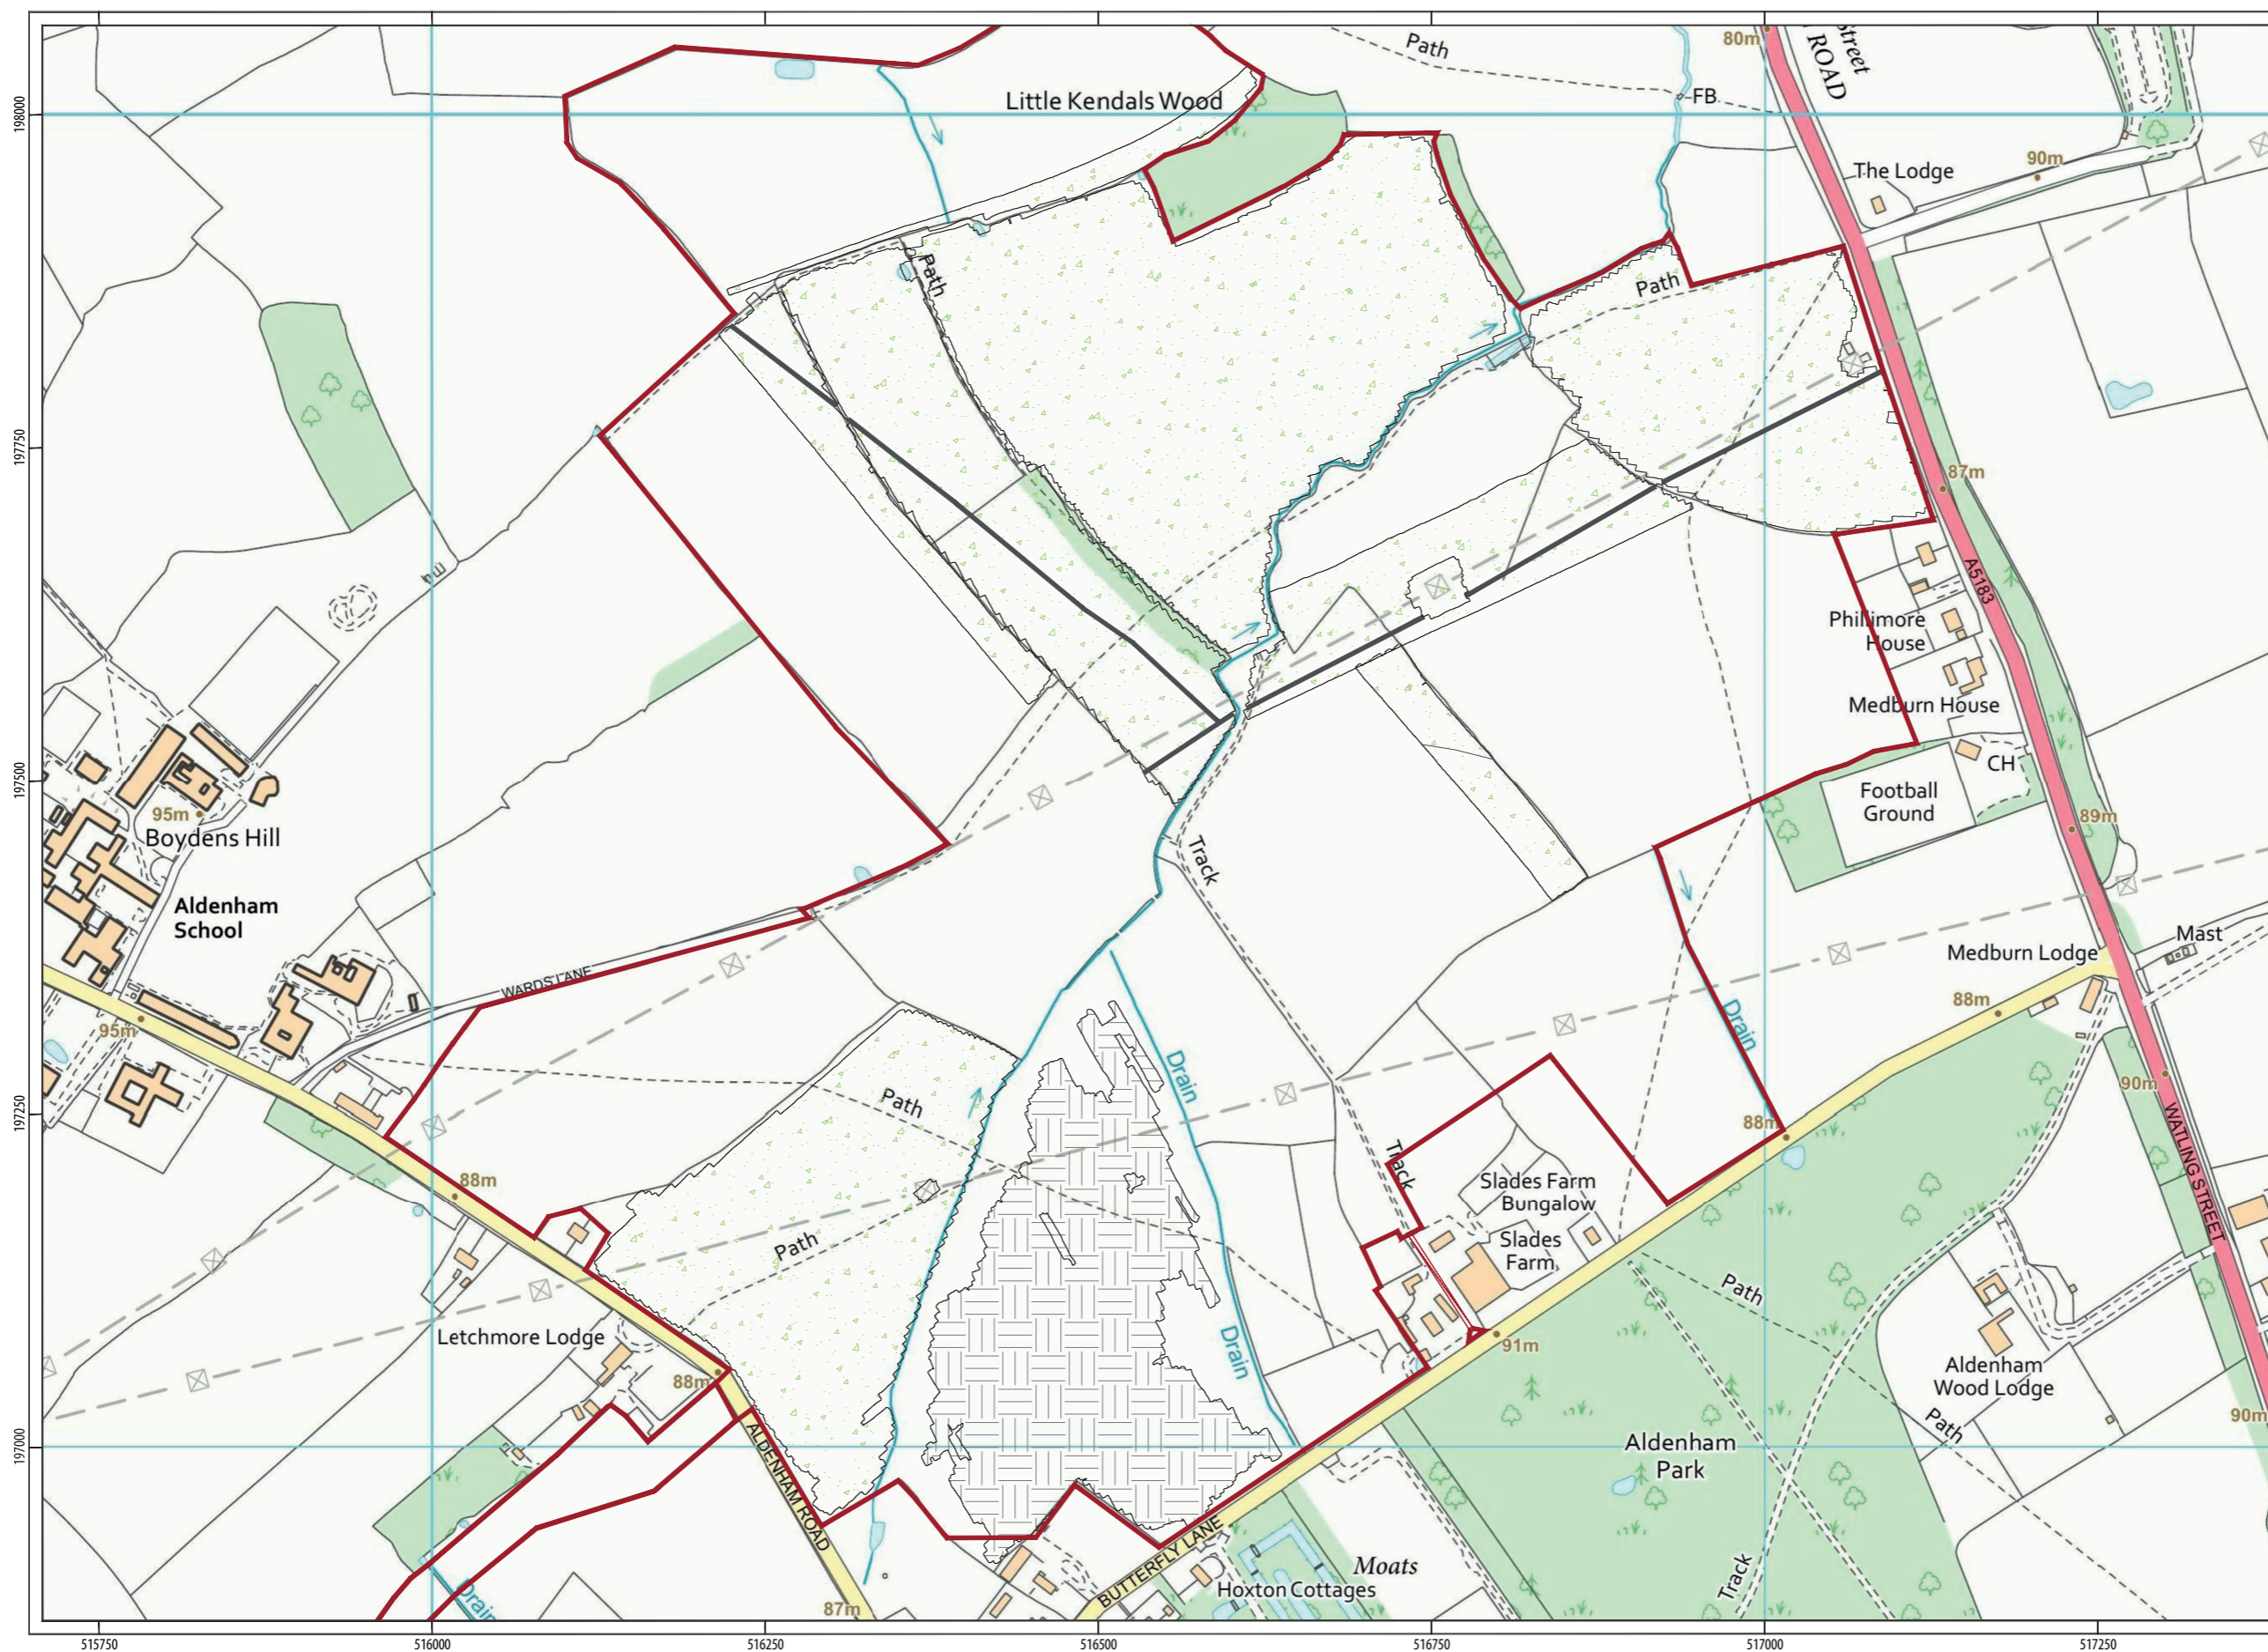 80m
Street
ROAD
Path
Little Kendals Wood
FB
198000
90m
The Lodge
Path
Path
197750
87m
A5183
Phillimore
House
Medburn House
CH
Football
Ground
89m
197500
95m
Boydens Hill
Aldenham
School
Track
Mast
Medburn Lodge
WARDS LANE
88m
95m
Drain
Drain
90m
WATLING STREET
197250
Path
88m
Track
88m
Slades Farm
Bungalow
Slades
Farm
Path
Path
Letchmore Lodge
88m
Drain
91m
Aldenham
Wood Lodge
Path
90m
Aldenham
Park
197000
ALDENHAM ROAD
BUTTERFLY LANE
Moats
Hoxton Cottages
Track
Drain
87m
515750
516000
516250
516500
516750
517000
517250